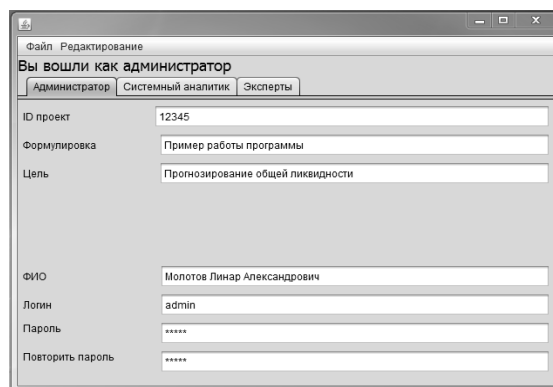 Файл Редактирование
Вы вошли как администратор
Администратор Системный аналитик Эксперты
ID проект 12345
Формулировка Пример работы программы
Цель Прогнозирование общей ликвидности
ФИО Молотов Линар Александрович
Логин admin
Пароль *****
Повторить пароль *****